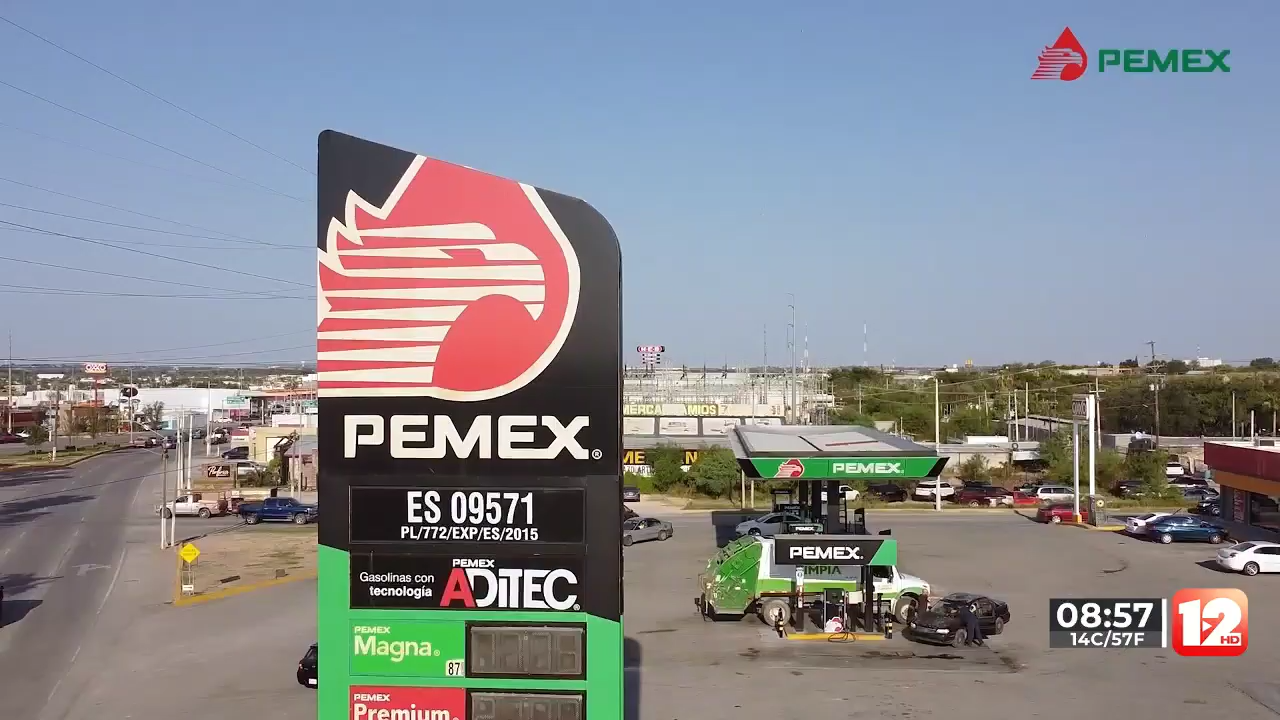 PEMEX
PEMEX®
ES 09571
PL/772/EXP/ES/2015
Gasolinas con
tecnología
PEMEX
ADITEC®
PEMEX
Magna®
87
PEMEX
Premium®
PEMEX
PEMEX
IMPIA
08:57
14C/57F
12
HD